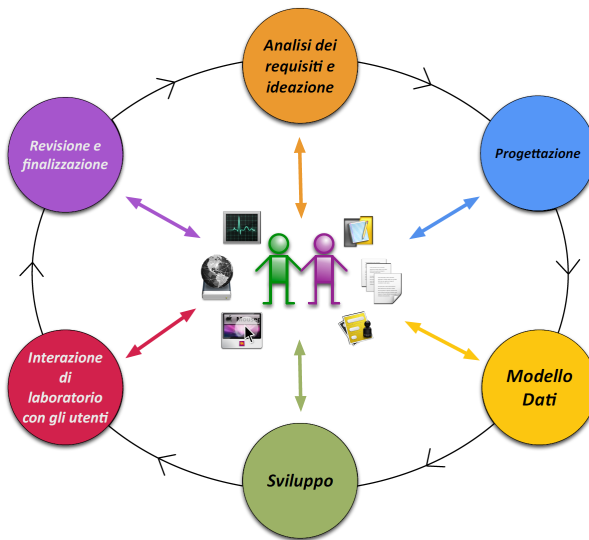 Analisi dei
requisiti e
ideazione
Progettazione
Modello
Dati
Sviluppo
Interazione
di
laboratorio
con gli utenti
Revisione e
finalizzazione